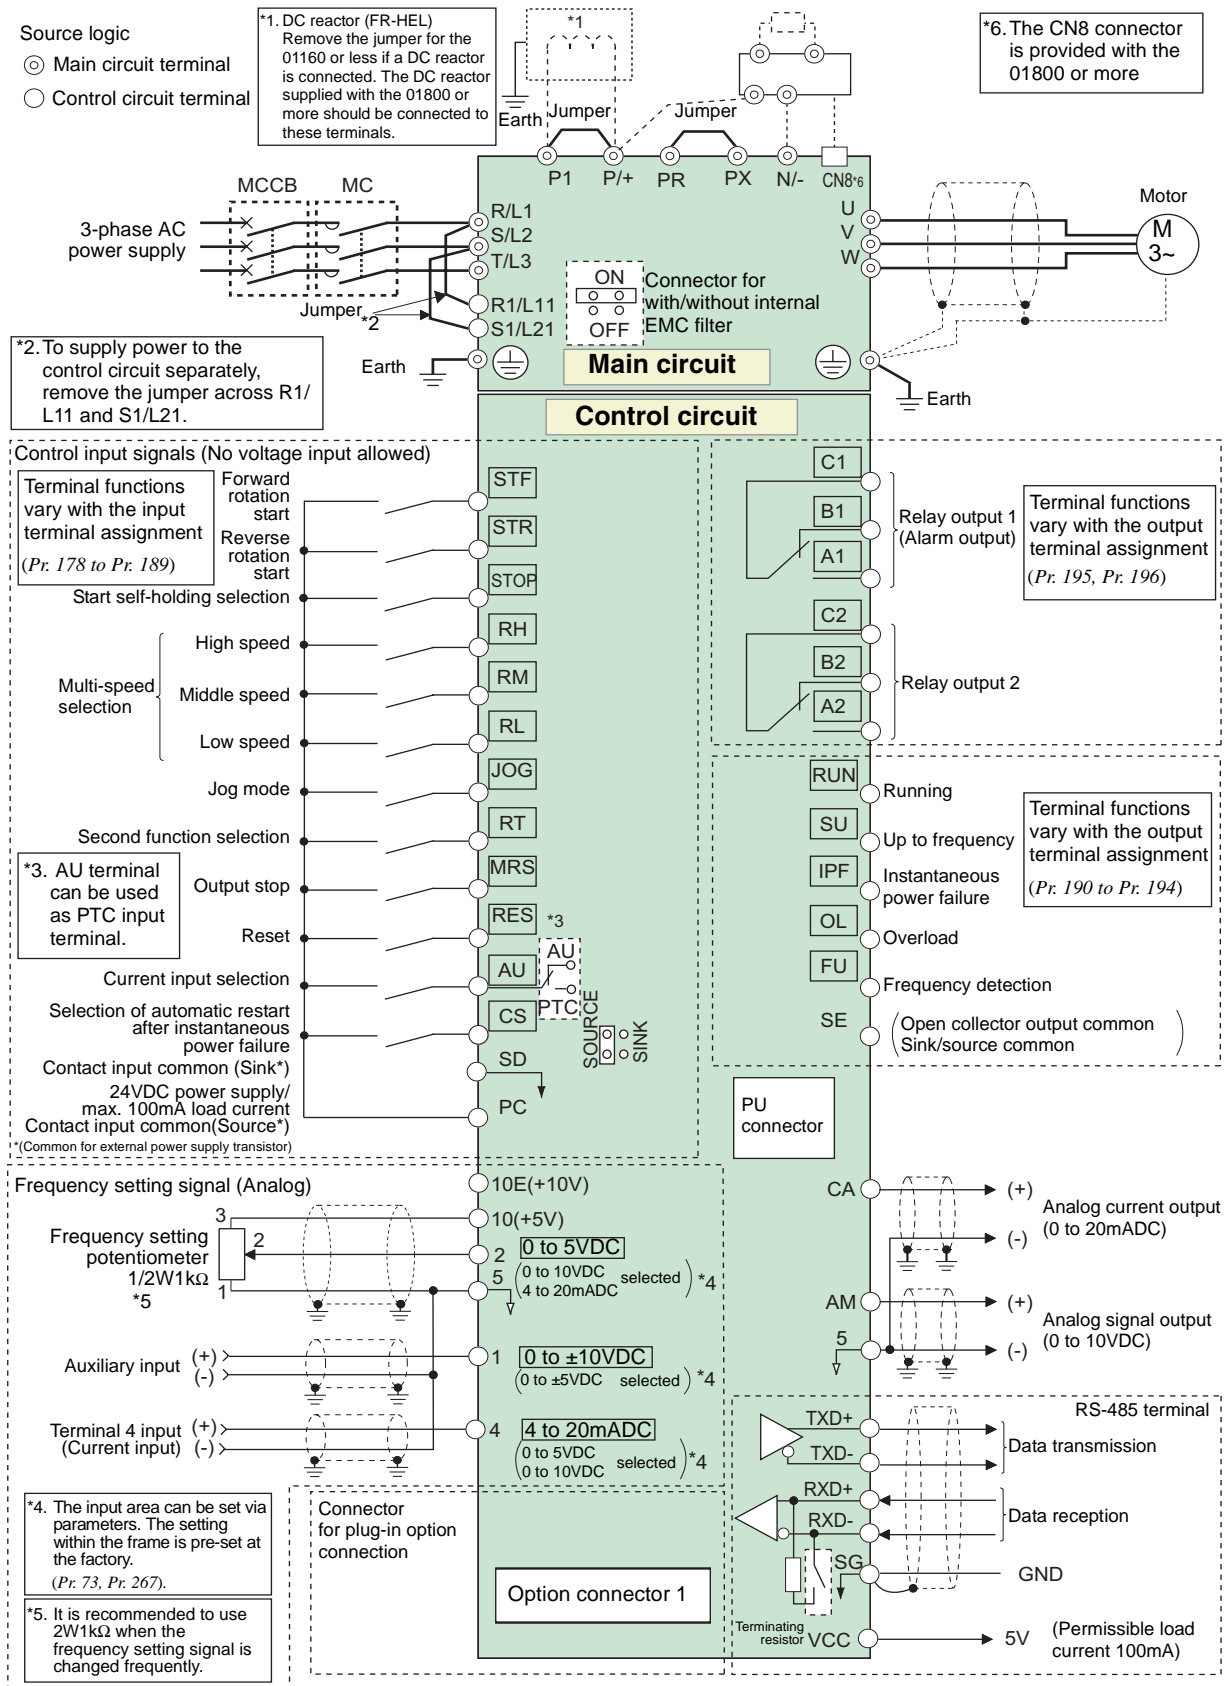 Source logic
Main circuit terminal
Control circuit terminal
*1. DC reactor (FR-HEL)
Remove the jumper for the
01160 or less if a DC reactor
is connected. The DC reactor
supplied with the 01800 or
more should be connected to
these terminals.
*1
Earth
Jumper
Jumper
*6. The CN8 connector
is provided with the
01800 or more
P1
P/+
PR
PX
N/-
CN8*6
MCCB
MC
3-phase AC
power supply
R/L1
S/L2
T/L3
R1/L11
S1/L21
Jumper
*2
Earth
ON
OFF
Connector for
with/without internal
EMC filter
U
V
W
Motor
M
3~
Earth
Main circuit
*2. To supply power to the
control circuit separately,
remove the jumper across R1/
L11 and S1/L21.
Control circuit
Control input signals (No voltage input allowed)
Terminal functions
vary with the input
terminal assignment
(Pr. 178 to Pr. 189)
Forward
rotation
start
STF
Reverse
rotation
start
STR
Start self-holding selection
STOP
Multi-speed
selection
High speed
RH
Middle speed
RM
Low speed
RL
Jog mode
JOG
Second function selection
RT
*3. AU terminal
can be used
as PTC input
terminal.
Output stop
MRS
Reset
RES
*3
Current input selection
AU
AU
PTC
Selection of automatic restart
after instantaneous
power failure
CS
SOURCE
SINK
Contact input common (Sink*)
SD
24VDC power supply/
max. 100mA load current
Contact input common(Source*)
PC
*(Common for external power supply transistor)
C1
B1
A1
Relay output 1
(Alarm output)
Terminal functions
vary with the output
terminal assignment
(Pr. 195, Pr. 196)
C2
B2
A2
Relay output 2
RUN
Running
SU
Up to frequency
IPF
Instantaneous
power failure
OL
Overload
FU
Frequency detection
SE
(Open collector output common
Sink/source common)
Terminal functions
vary with the output
terminal assignment
(Pr. 190 to Pr. 194)
PU
connector
Frequency setting signal (Analog)
10E(+10V)
10(+5V)
Frequency setting
potentiometer
1/2W1kΩ
*5
3
2
1
2
0 to 5VDC
5
(0 to 10VDC
4 to 20mADC
selected) *4
Auxiliary input
(+)
(-)
1
0 to ±10VDC
(0 to ±5VDC selected) *4
Terminal 4 input
(Current input)
(+)
(-)
4
4 to 20mADC
(0 to 5VDC
0 to 10VDC
selected) *4
CA
(+)
(-)
Analog current output
(0 to 20mADC)
AM
5
(+)
(-)
Analog signal output
(0 to 10VDC)
RS-485 terminal
TXD+
TXD-
Data transmission
RXD+
RXD-
Data reception
SG
GND
Terminating
resistor
VCC
5V
(Permissible load
current 100mA)
*4. The input area can be set via
parameters. The setting
within the frame is pre-set at
the factory.
(Pr. 73, Pr. 267).
*5. It is recommended to use
2W1kΩ when the
frequency setting signal is
changed frequently.
Connector
for plug-in option
connection
Option connector 1